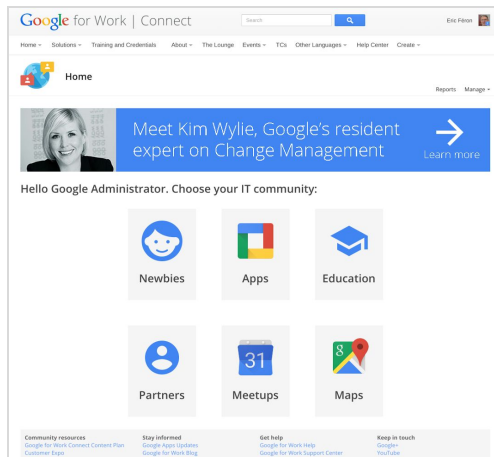 Google for Work | Connect
Search
Eric Féron
Home
Solutions
Training and Credentials
About
The Lounge
Events
TCs
Other Languages
Help Center
Create
Home
Reports
Manage
Meet Kim Wylie, Google's resident
expert on Change Management
Learn more
Hello Google Administrator. Choose your IT community:
Newbies
Apps
Education
31
8
Partners
Meetups
Maps
Community resources
Stay informed
Get help
Keep in touch
Google for Work Connect Content Plan
Google Apps Updates
Google for Work Help
Google+
Customer Expo
Google for Work Blog
Google for Work Support Center
YouTube